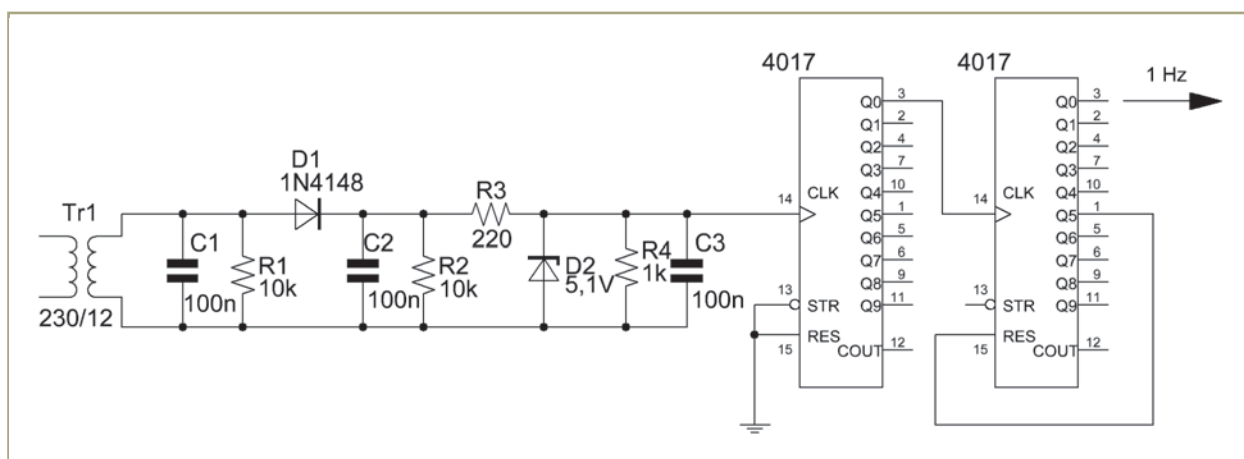 Tr1
230/12
C1
100n
R1
10k
D1
1N4148
C2
100n
R2
10k
R3
220
D2
5,1V
R4
1k
C3
100n
4017
14
CLK
13
STR
RES
15
Q0
3
Q1
2
Q2
4
Q3
7
Q4
10
Q5
1
Q6
5
Q7
6
Q8
9
Q9
11
COUT
12
4017
14
CLK
13
STR
RES
15
Q0
3
Q1
2
Q2
4
Q3
7
Q4
10
Q5
1
Q6
5
Q7
6
Q8
9
Q9
11
COUT
12
1 Hz